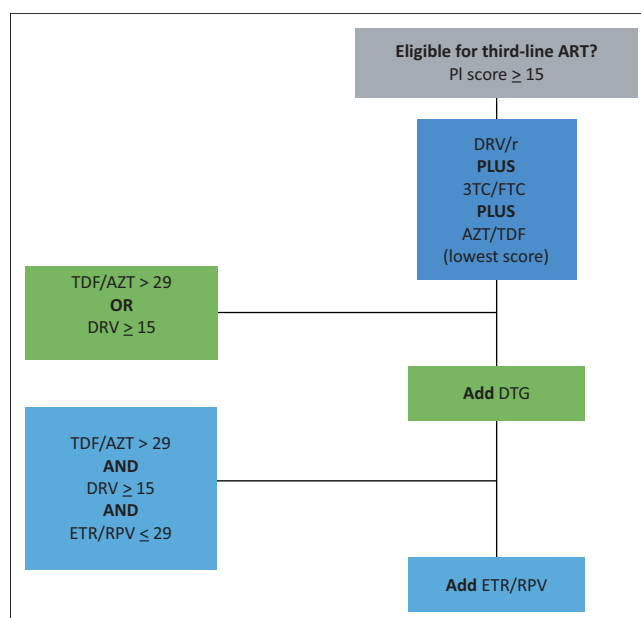 Eligible for third-line ART?
PI score ≥ 15
DRV/r
PLUS
3TC/FTC
PLUS
AZT/TDF
(lowest score)
TDF/AZT > 29
OR
DRV ≥ 15
Add DTG
TDF/AZT > 29
AND
DRV ≥ 15
AND
ETR/RPV ≤ 29
Add ETR/RPV